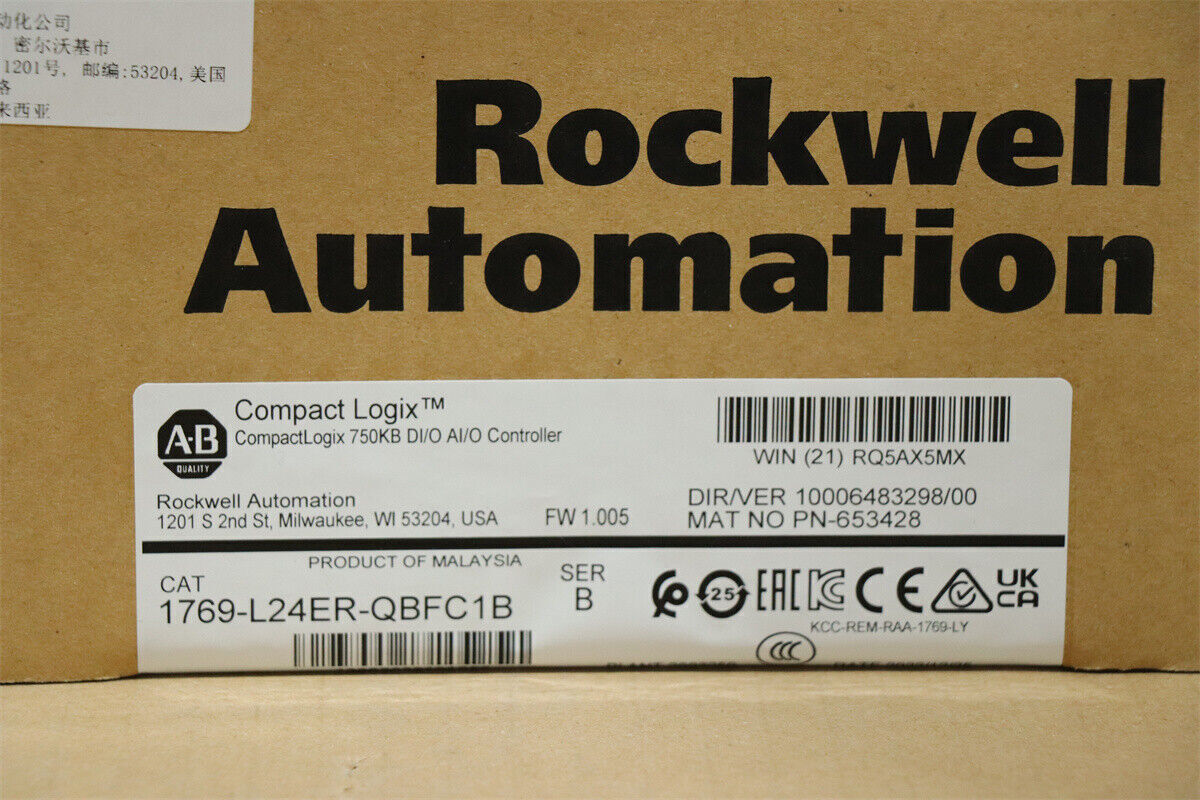 动化公司
密尔沃基市
1201号, 邮编:53204,美国
来西亚
Rockwell
Automation
A·B
QUALITY
Compact Logix™
CompactLogix 750KB DI/O AI/O Controller
WIN (21) RQ5AX5MX
Rockwell Automation
1201 S 2nd St, Milwaukee, WI 53204, USA
FW 1.005
DIR/VER 10006483298/00
MAT NO PN-653428
PRODUCT OF MALAYSIA
CAT
1769-L24ER-QBFC1B
SER
B
25
EAC
KC
CE
UK
CA
KCC-REM-RAA-1769-LY
CCC